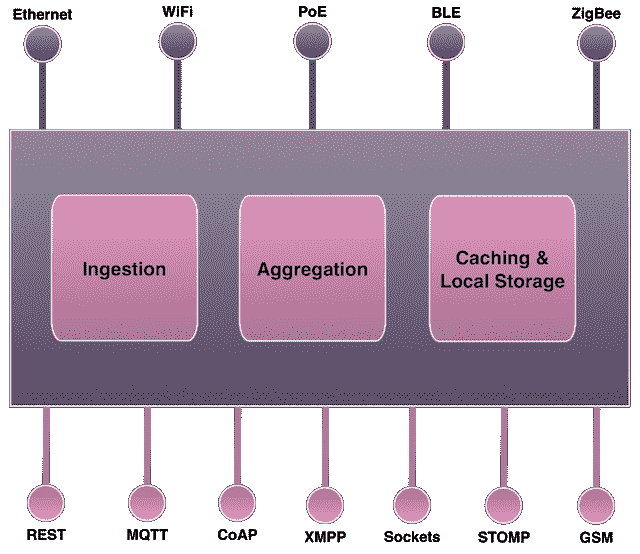 Ethernet
WiFi
PoE
BLE
ZigBee
Ingestion
Aggregation
Caching &
Local Storage
REST
MQTT
CoAP
XMPP
Sockets
STOMP
GSM